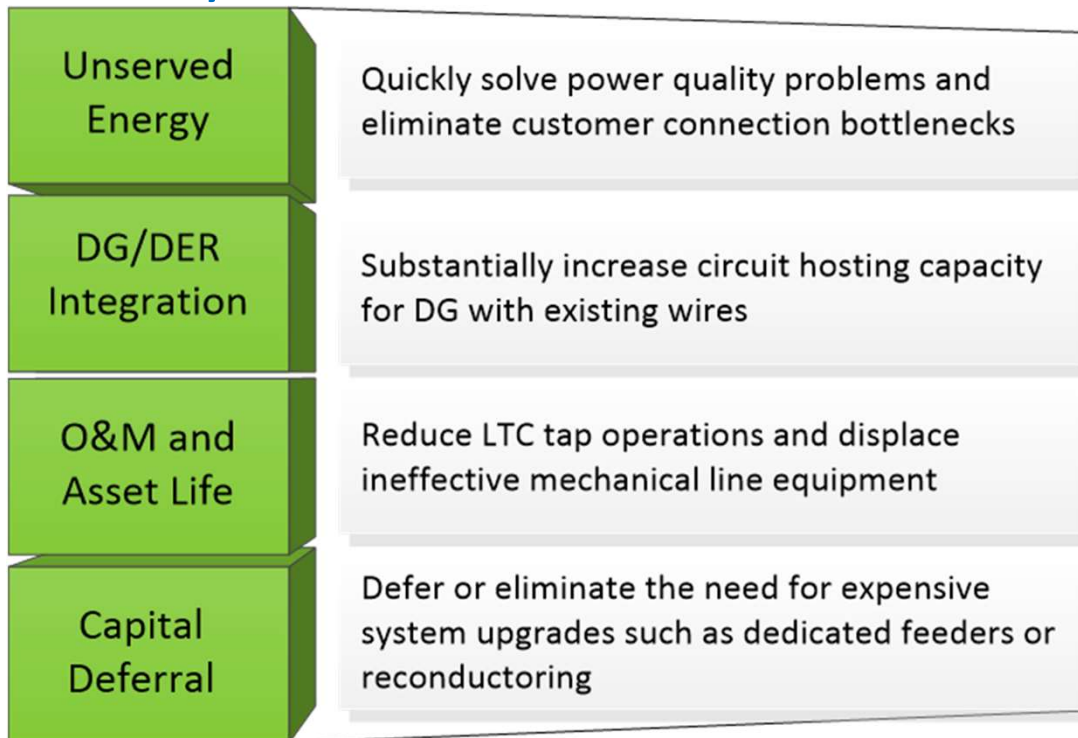 Unserved
Energy
Quickly solve power quality problems and
eliminate customer connection bottlenecks
DG/DER
Integration
Substantially increase circuit hosting capacity
for DG with existing wires
O&M and
Asset Life
Reduce LTC tap operations and displace
ineffective mechanical line equipment
Capital
Deferral
Defer or eliminate the need for expensive
system upgrades such as dedicated feeders or
reconductoring